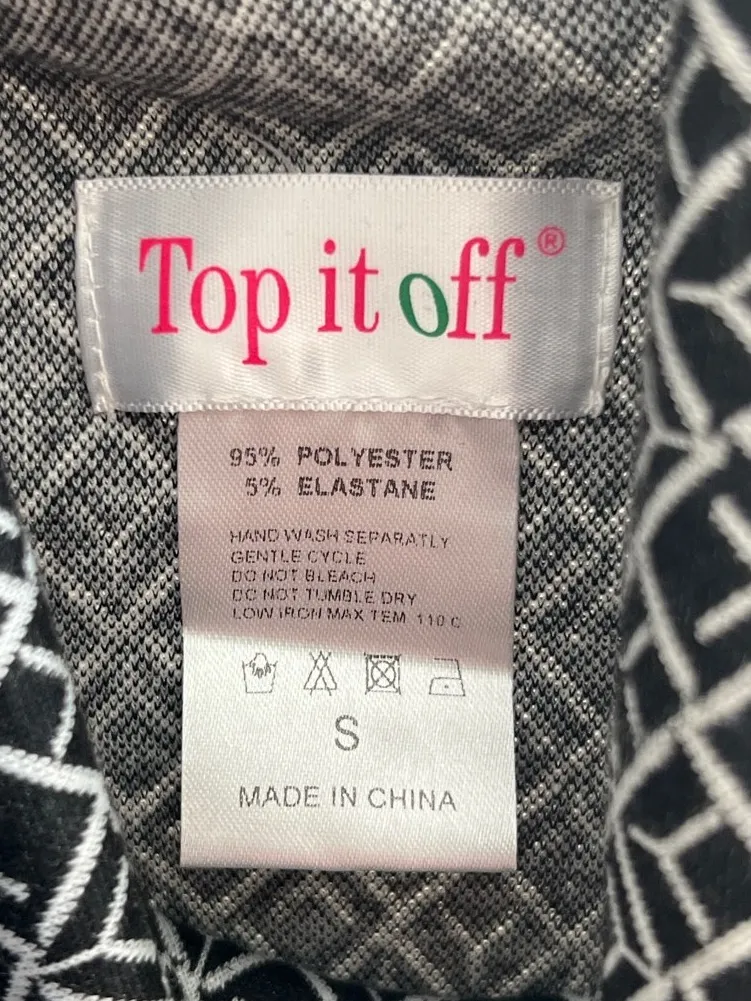 Top it off ®
95% POLYESTER
5% ELASTANE
HAND WASH SEPARATLY
GENTLE CYCLE
DO NOT BLEACH
DO NOT TUMBLE DRY
LOW IRON MAX TEM 110 C
S
MADE IN CHINA